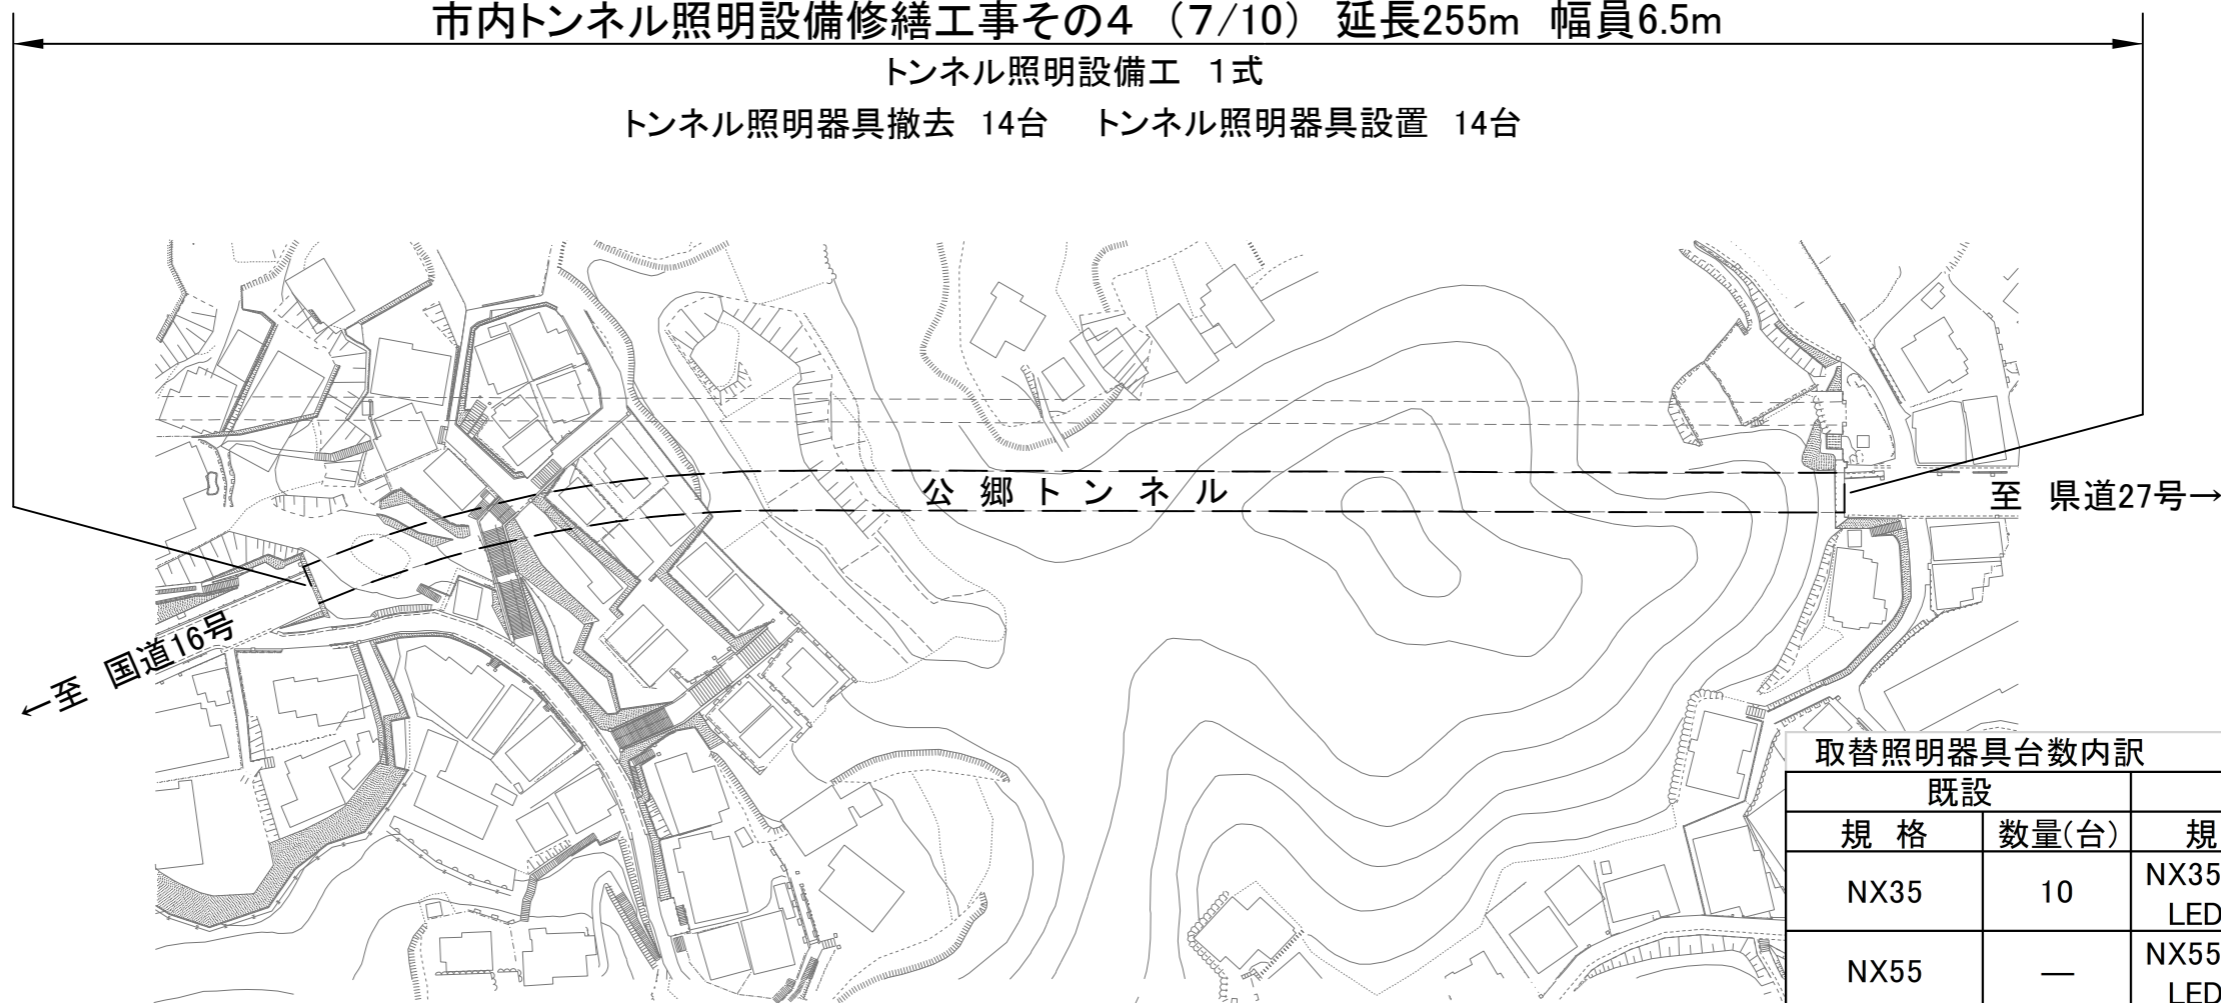 市内トンネル照明設備修繕工事その4 （7/10） 延長255m 幅員6.5m
トンネル照明設備工 1式
トンネル照明器具撤去 14台 トンネル照明器具設置 14台
公郷トンネル
至 県道27号→
←至 国道16号
取替照明器具台数内訳
既設
規 格 数量(台) 規
NX35 10 NX35
LED
NX55 — NX55
LED